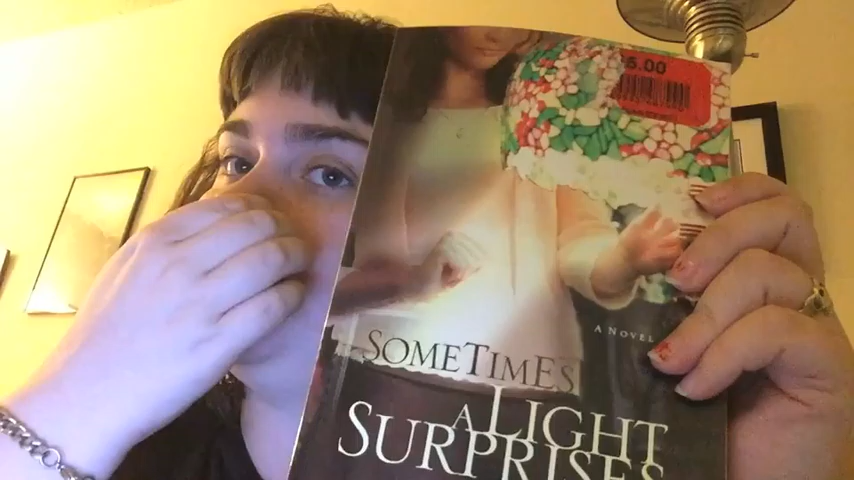 $5.00
A NOVEL
SOMETIMES
A LIGHT
SURPRISES